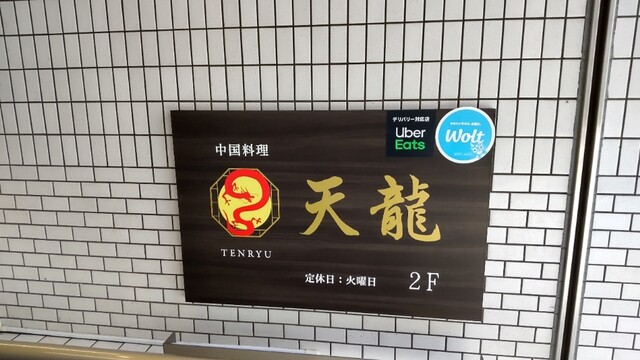 デリバリー対応店
Uber
Eats
Wolt
中国料理
天龍
TENRYU
定休日:火曜日 2F